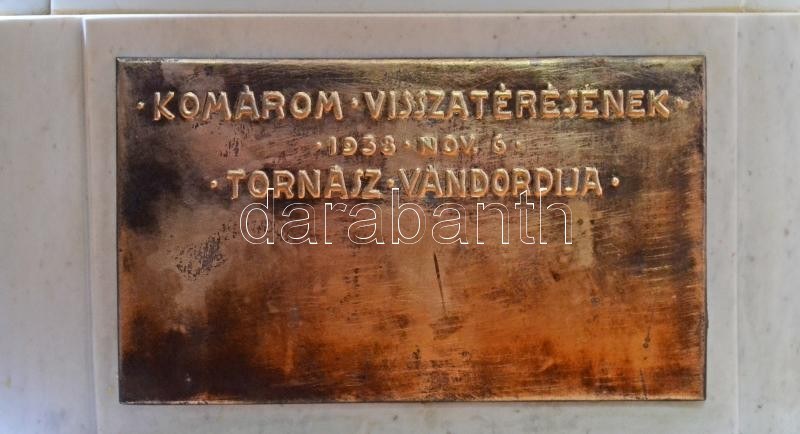 · KOMÁROM · VISSZATÉRÉSÉNEK ·
· 1938 · NOV. 6 ·
· TORNÁSZ · VÁNDORDIJA ·
darabanth